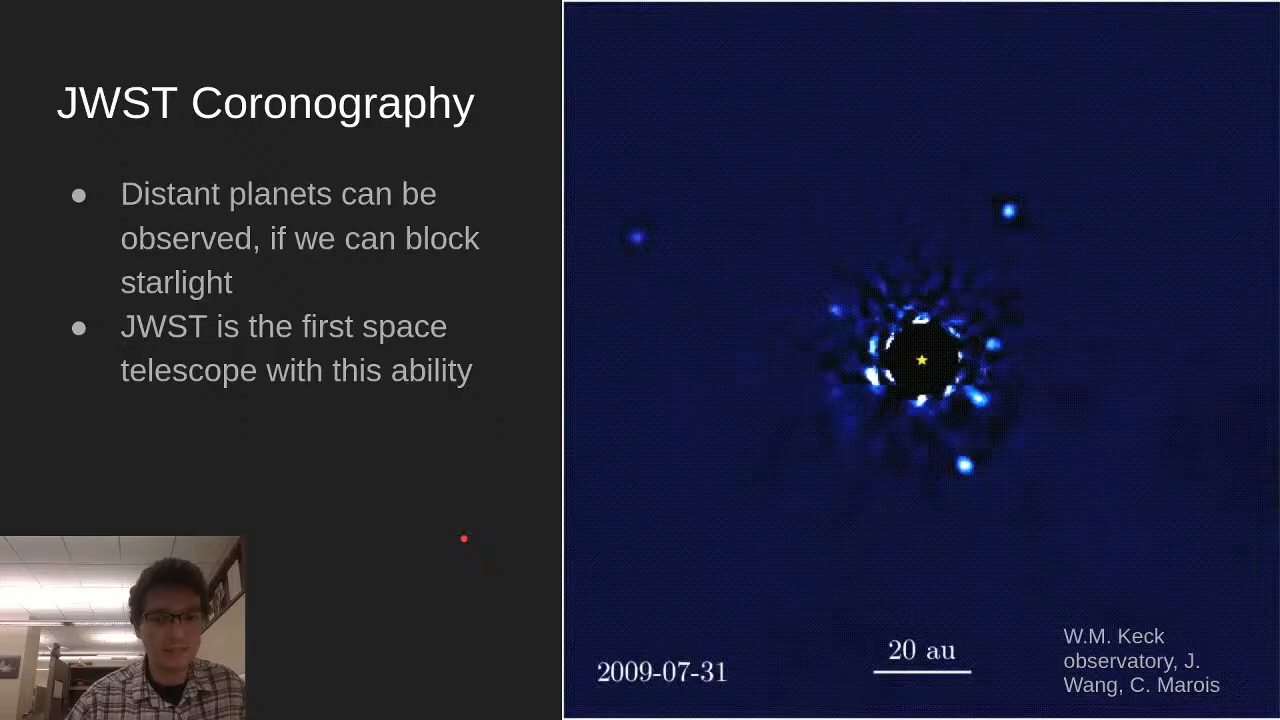 JWST Coronography
● Distant planets can be
observed, if we can block
starlight
● JWST is the first space
telescope with this ability
2009-07-31
20 au
W.M. Keck
observatory, J.
Wang, C. Marois